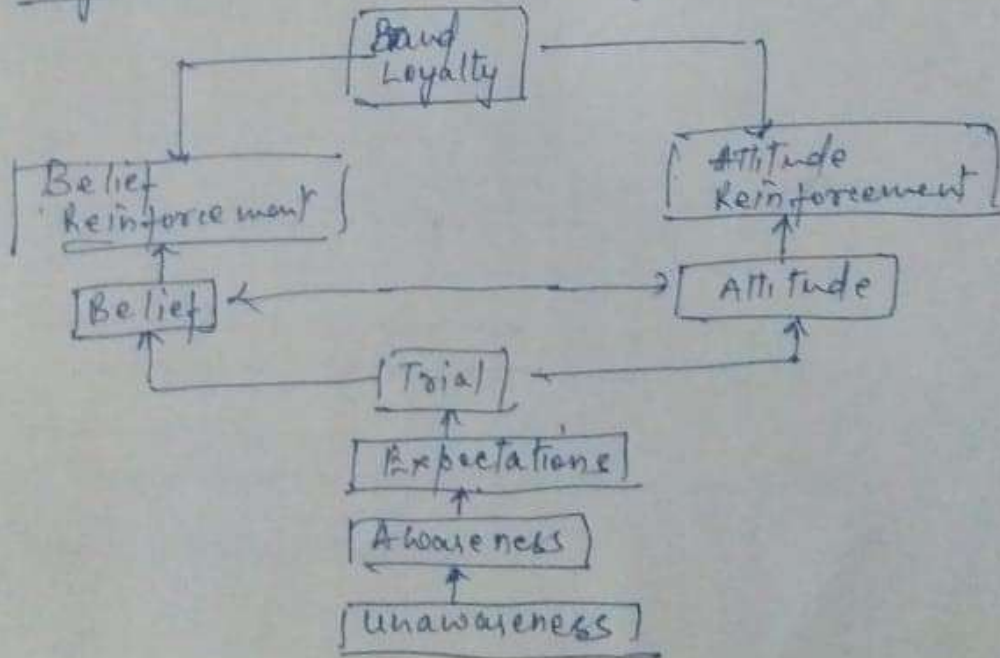 Brand
Loyalty
Belief
Reinforcement
Attitude
Reinforcement
Belief
Attitude
Trial
Expectations
Awareness
Unawareness